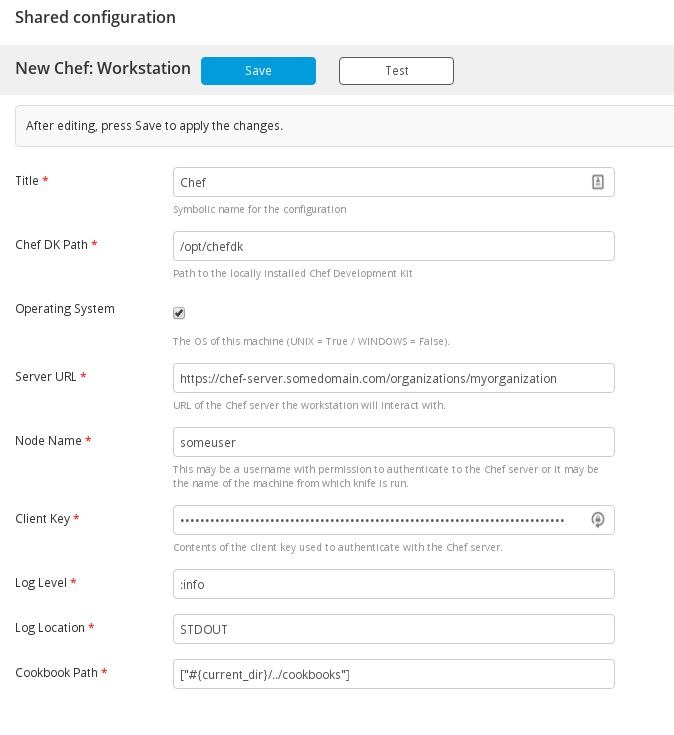 Shared configuration
New Chef: Workstation Save Test
After editing, press Save to apply the changes.
Title * Chef
Symbolic name for the configuration
Chef DK Path * /opt/chefdk
Path to the locally installed Chef Development Kit
Operating System
The OS of this machine (UNIX = True / WINDOWS = False).
Server URL * https://chef-server.somedomain.com/organizations/myorganization
URL of the Chef server the workstation will interact with.
Node Name * someuser
This may be a username with permission to authenticate to the Chef server or it may be
the name of the machine from which knife is run.
Client Key * ••••••••••••••••••••••••••••••••••••••••••••••••••••••••••••••••••••••••••••
Contents of the client key used to authenticate with the Chef server.
Log Level * :info
Log Location * STDOUT
Cookbook Path * ["#{current_dir}/../cookbooks"]